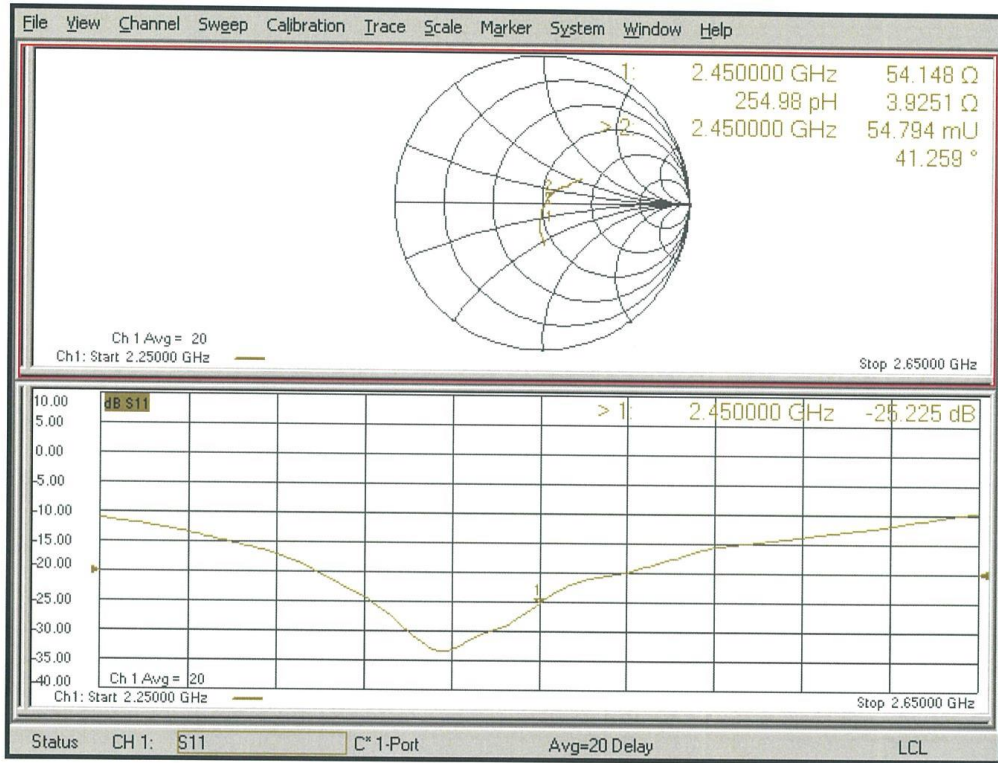 File View Channel Sweep Calibration Trace Scale Marker System Window Help
1: 2.450000 GHz 54.148 Ω
254.98 pH 3.9251 Ω
> 2: 2.450000 GHz 54.794 mU
41.259 °
2
1
Ch 1 Avg = 20
Ch1: Start 2.25000 GHz
Stop 2.65000 GHz
10.00
dB S11
> 1: 2.450000 GHz -25.225 dB
5.00
0.00
-5.00
-10.00
-15.00
-20.00
-25.00
1
-30.00
-35.00
-40.00
Ch 1 Avg = 20
Ch1: Start 2.25000 GHz
Stop 2.65000 GHz
Status CH 1: S11 C* 1-Port Avg=20 Delay LCL